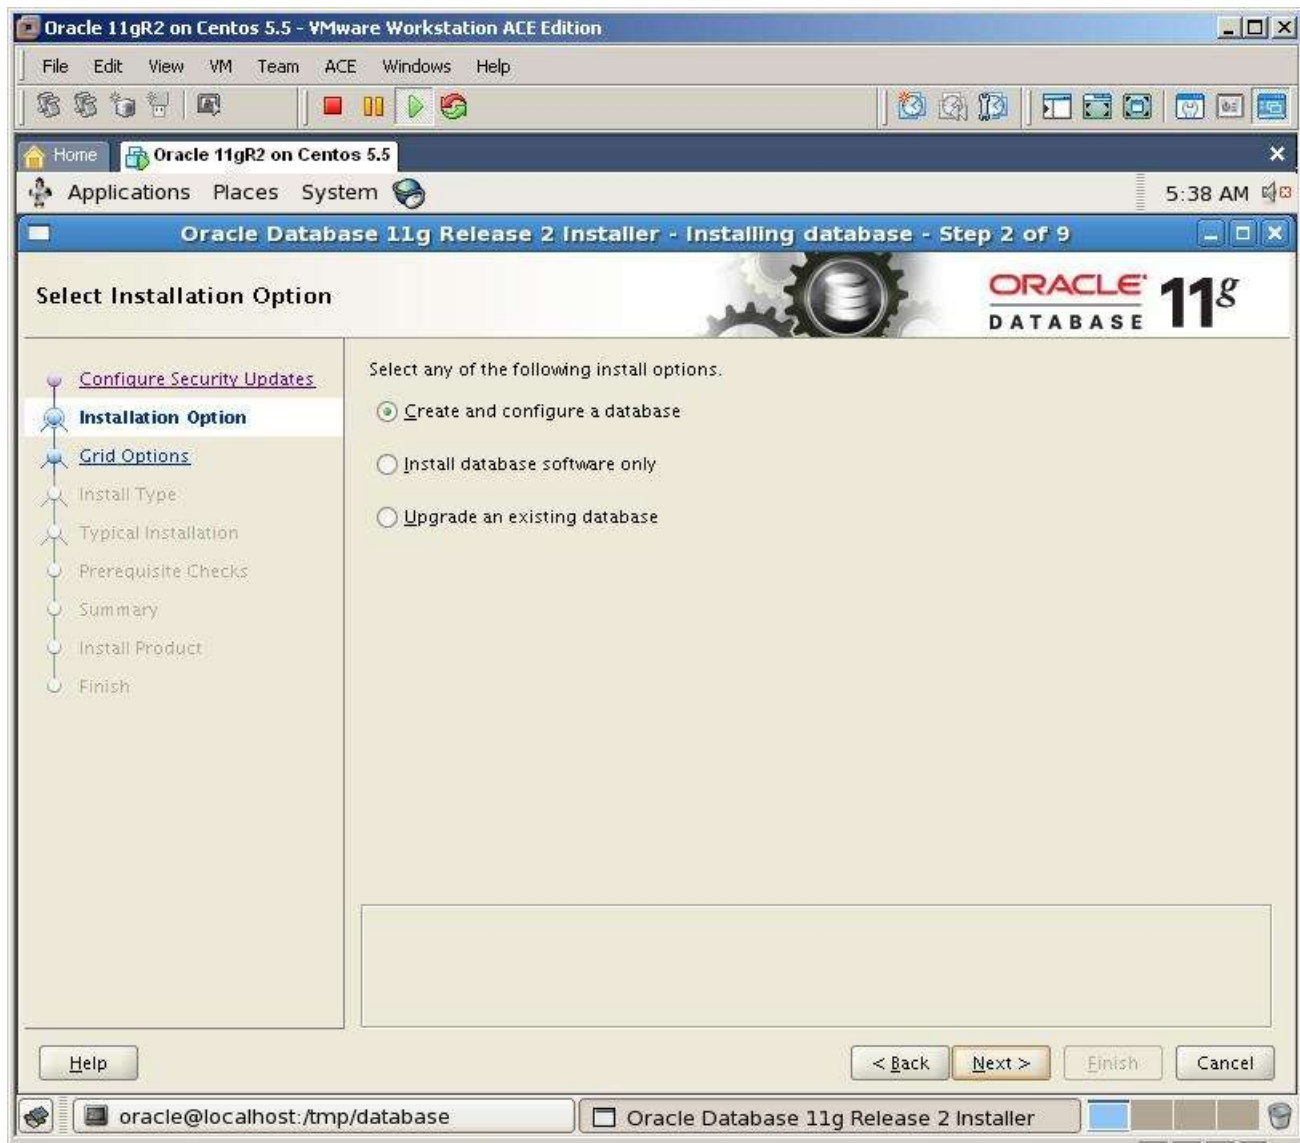 Oracle 11gR2 on Centos 5.5 - VMware Workstation ACE Edition
File Edit View VM Team ACE Windows Help
Home Oracle 11gR2 on Centos 5.5
Applications Places System 5:38 AM
Oracle Database 11g Release 2 Installer - Installing database - Step 2 of 9
Select Installation Option
ORACLE DATABASE 11g
Configure Security Updates
Installation Option
Grid Options
Install Type
Typical Installation
Prerequisite Checks
Summary
Install Product
Finish
Select any of the following install options.
Create and configure a database
Install database software only
Upgrade an existing database
Help
< Back Next > Finish Cancel
oracle@localhost:/tmp/database Oracle Database 11g Release 2 Installer